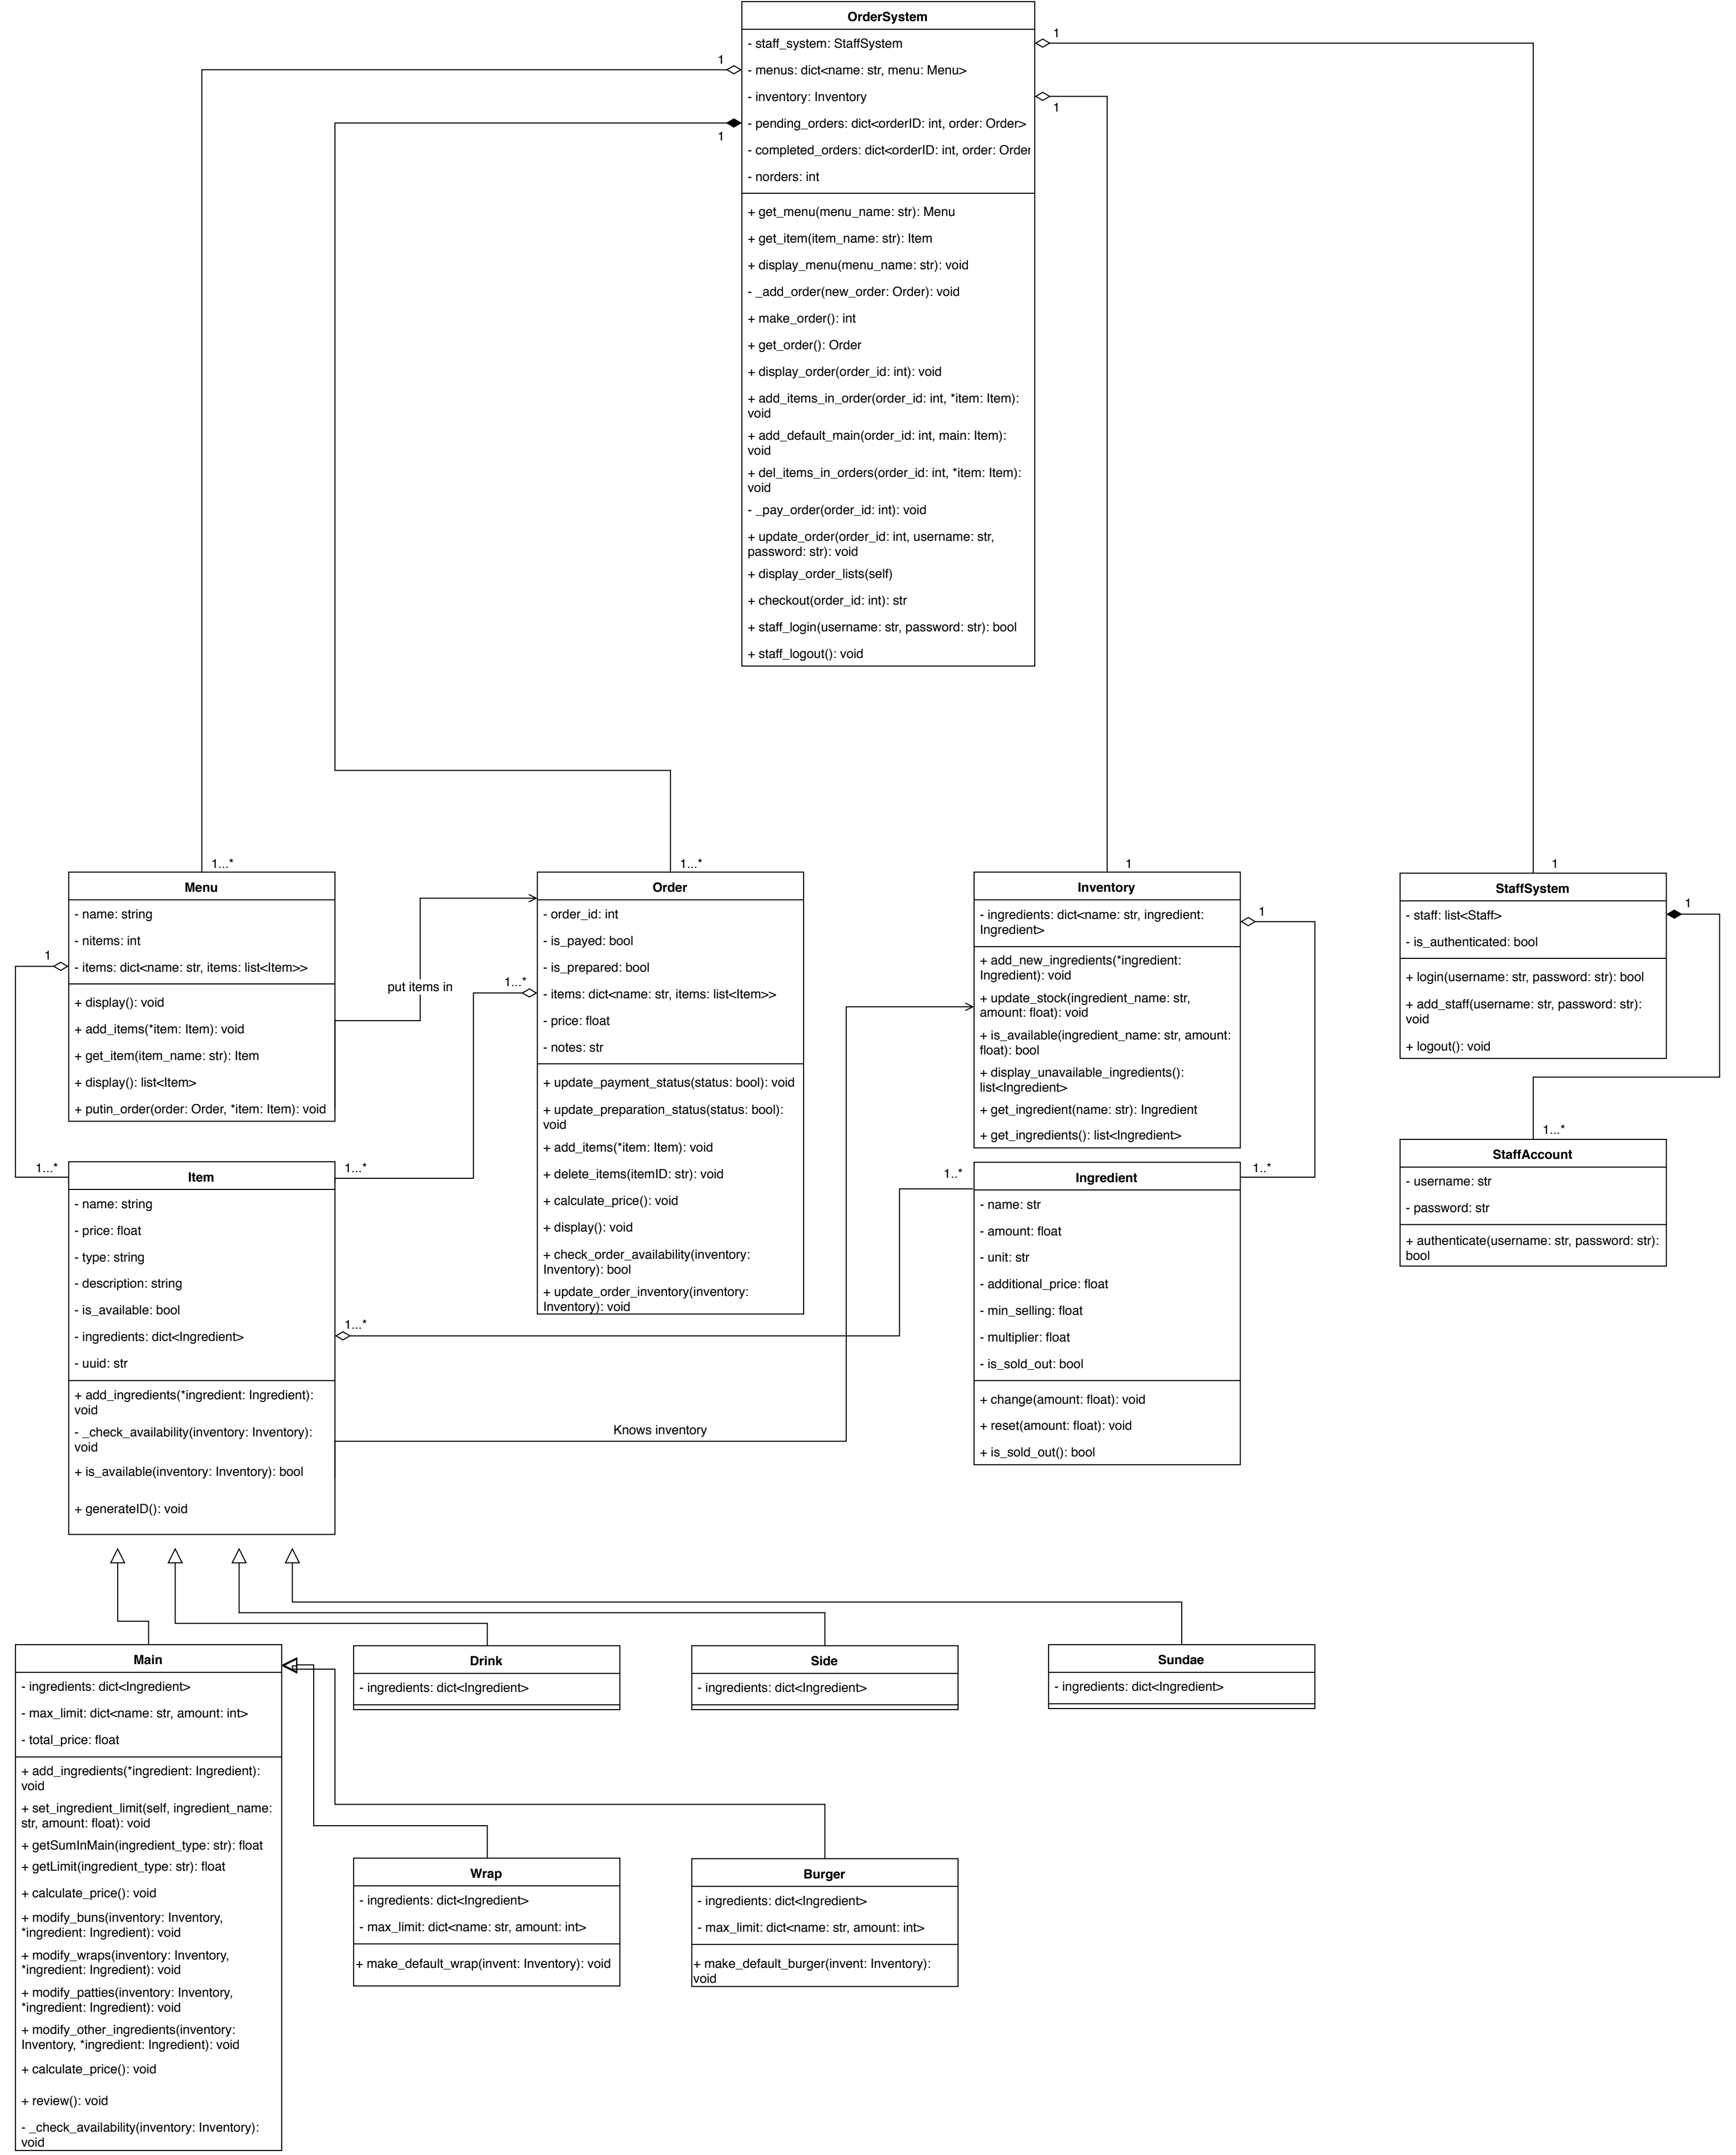 OrderSystem
- staff_system: StaffSystem
- menus: dict<name: str, menu: Menu>
- inventory: Inventory
- pending_orders: dict<orderID: int, order: Order>
- completed_orders: dict<orderID: int, order: Order
- norders: int
+ get_menu(menu_name: str): Menu
+ get_item(item_name: str): Item
+ display_menu(menu_name: str): void
- _add_order(new_order: Order): void
+ make_order(): int
+ get_order(): Order
+ display_order(order_id: int): void
+ add_items_in_order(order_id: int, *item: Item):
void
+ add_default_main(order_id: int, main: Item):
void
+ del_items_in_orders(order_id: int, *item: Item):
void
- _pay_order(order_id: int): void
+ update_order(order_id: int, username: str,
password: str): void
+ display_order_lists(self)
+ checkout(order_id: int): str
+ staff_login(username: str, password: str): bool
+ staff_logout(): void
1
1
1
1
1...*
1...*
1
1
Menu
- name: string
- nitems: int
- items: dict<name: str, items: list<Item>>
+ display(): void
+ add_items(*item: Item): void
+ get_item(item_name: str): Item
+ display(): list<Item>
+ putin_order(order: Order, *item: Item): void
1
1...*
put items in
1...*
1...*
Order
- order_id: int
- is_payed: bool
- is_prepared: bool
- items: dict<name: str, items: list<Item>>
- price: float
- notes: str
+ update_payment_status(status: bool): void
+ update_preparation_status(status: bool):
void
+ add_items(*item: Item): void
+ delete_items(itemID: str): void
+ calculate_price(): void
+ display(): void
+ check_order_availability(inventory:
Inventory): bool
+ update_order_inventory(inventory:
Inventory): void
Inventory
- ingredients: dict<name: str, ingredient:
Ingredient>
+ add_new_ingredients(*ingredient:
Ingredient): void
+ update_stock(ingredient_name: str,
amount: float): void
+ is_available(ingredient_name: str, amount:
float): bool
+ display_unavailable_ingredients():
list<Ingredient>
+ get_ingredient(name: str): Ingredient
+ get_ingredients(): list<Ingredient>
1
1..*
StaffSystem
- staff: list<Staff>
- is_authenticated: bool
+ login(username: str, password: str): bool
+ add_staff(username: str, password: str):
void
+ logout(): void
1
1...*
StaffAccount
- username: str
- password: str
+ authenticate(username: str, password: str):
bool
Item
- name: string
- price: float
- type: string
- description: string
- is_available: bool
- ingredients: dict<Ingredient>
- uuid: str
+ add_ingredients(*ingredient: Ingredient):
void
- _check_availability(inventory: Inventory):
void
+ is_available(inventory: Inventory): bool
+ generateID(): void
1...*
1..*
Knows inventory
Ingredient
- name: str
- amount: float
- unit: str
- additional_price: float
- min_selling: float
- multiplier: float
- is_sold_out: bool
+ change(amount: float): void
+ reset(amount: float): void
+ is_sold_out(): bool
Main
- ingredients: dict<Ingredient>
- max_limit: dict<name: str, amount: int>
- total_price: float
+ add_ingredients(*ingredient: Ingredient):
void
+ set_ingredient_limit(self, ingredient_name:
str, amount: float): void
+ getSumInMain(ingredient_type: str): float
+ getLimit(ingredient_type: str): float
+ calculate_price(): void
+ modify_buns(inventory: Inventory,
*ingredient: Ingredient): void
+ modify_wraps(inventory: Inventory,
*ingredient: Ingredient): void
+ modify_patties(inventory: Inventory,
*ingredient: Ingredient): void
+ modify_other_ingredients(inventory:
Inventory, *ingredient: Ingredient): void
+ calculate_price(): void
+ review(): void
- _check_availability(inventory: Inventory):
void
Drink
- ingredients: dict<Ingredient>
Side
- ingredients: dict<Ingredient>
Sundae
- ingredients: dict<Ingredient>
Wrap
- ingredients: dict<Ingredient>
- max_limit: dict<name: str, amount: int>
+ make_default_wrap(invent: Inventory): void
Burger
- ingredients: dict<Ingredient>
- max_limit: dict<name: str, amount: int>
+ make_default_burger(invent: Inventory):
void